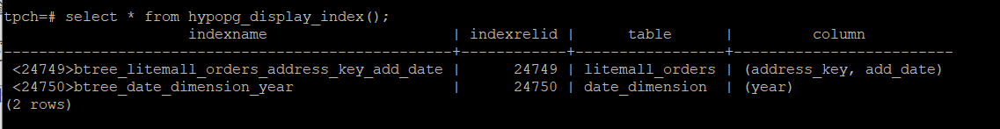 tpch=# select * from hypopg_display_index();
indexname | indexrelid | table | column
----------------------------------------------------+------------+-----------------+--------------------------
<24749>btree_litemall_orders_address_key_add_date | 24749 | litemall_orders | (address_key, add_date)
<24750>btree_date_dimension_year | 24750 | date_dimension | (year)
(2 rows)